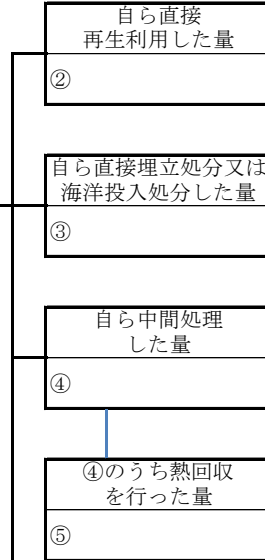 自ら直接
再生利用した量
②
自ら直接埋立処分又は
海洋投入処分した量
③
自ら中間処理
した量
④
④のうち熱回収
を行った量
⑤